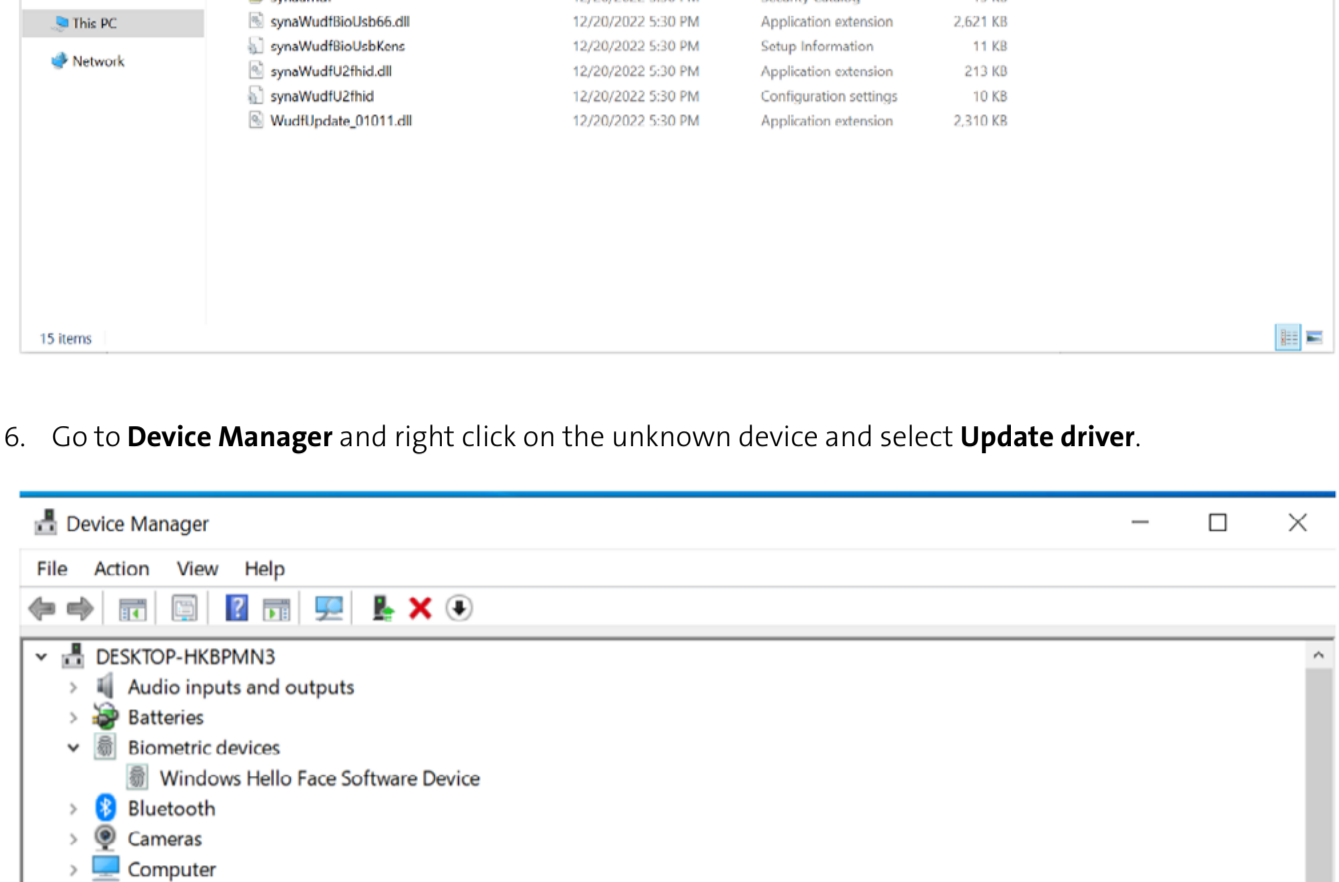 This PC
Network
synaWudfBioUsb66.dll 12/20/2022 5:30 PM Application extension 2,621 KB
synaWudfBioUsbKens 12/20/2022 5:30 PM Setup Information 11 KB
synaWudfU2fhid.dll 12/20/2022 5:30 PM Application extension 213 KB
synaWudfU2fhid 12/20/2022 5:30 PM Configuration settings 10 KB
WudfUpdate_01011.dll 12/20/2022 5:30 PM Application extension 2,310 KB
15 items
6. Go to Device Manager and right click on the unknown device and select Update driver.
Device Manager
File Action View Help
DESKTOP-HKBPMN3
Audio inputs and outputs
Batteries
Biometric devices
Windows Hello Face Software Device
Bluetooth
Cameras
Computer